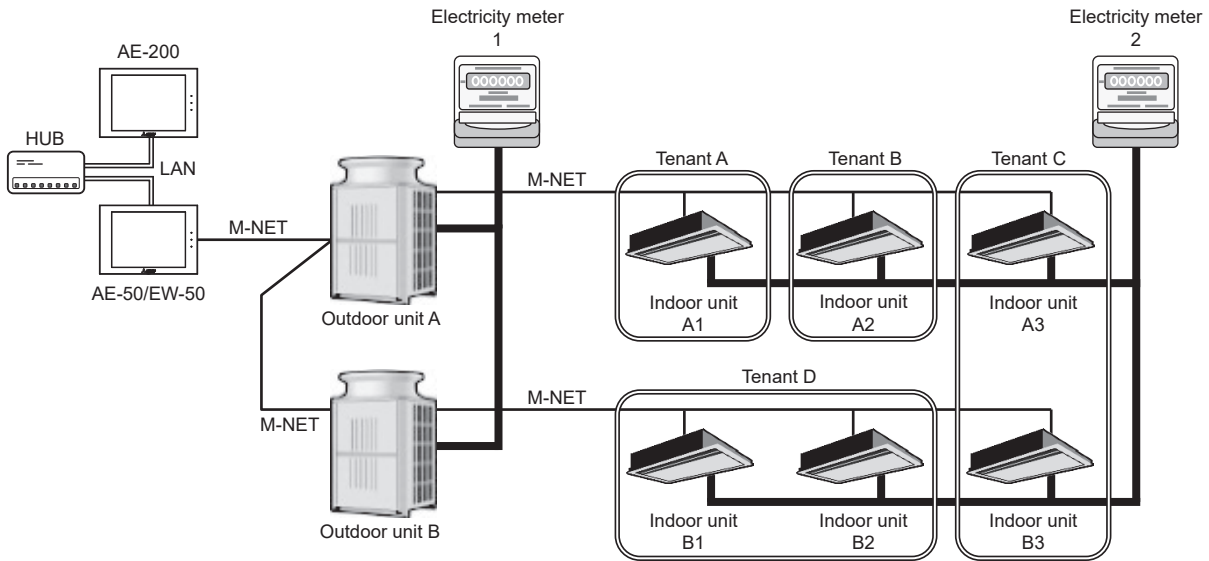 Electricity meter
1
Electricity meter
2
AE-200
HUB
LAN
AE-50/EW-50
M-NET
Outdoor unit A
M-NET
Tenant A
Tenant B
Tenant C
000000
000000
Indoor unit
A1
Indoor unit
A2
Indoor unit
A3
M-NET
Outdoor unit B
M-NET
Tenant D
Indoor unit
B1
Indoor unit
B2
Indoor unit
B3